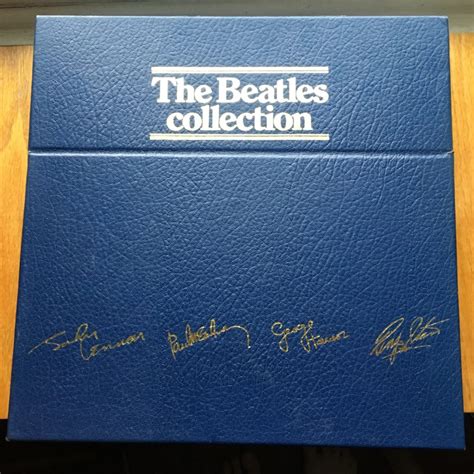 The Beatles
collection
John Lennon Paul McCartney George Harrison Ringo Starr